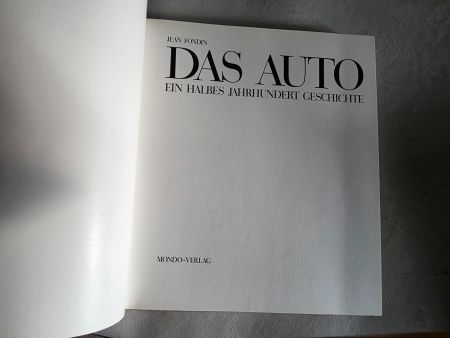 JEAN FONDIN
DAS AUTO
EIN HALBES JAHRHUNDERT GESCHICHTE
MONDO-VERLAG